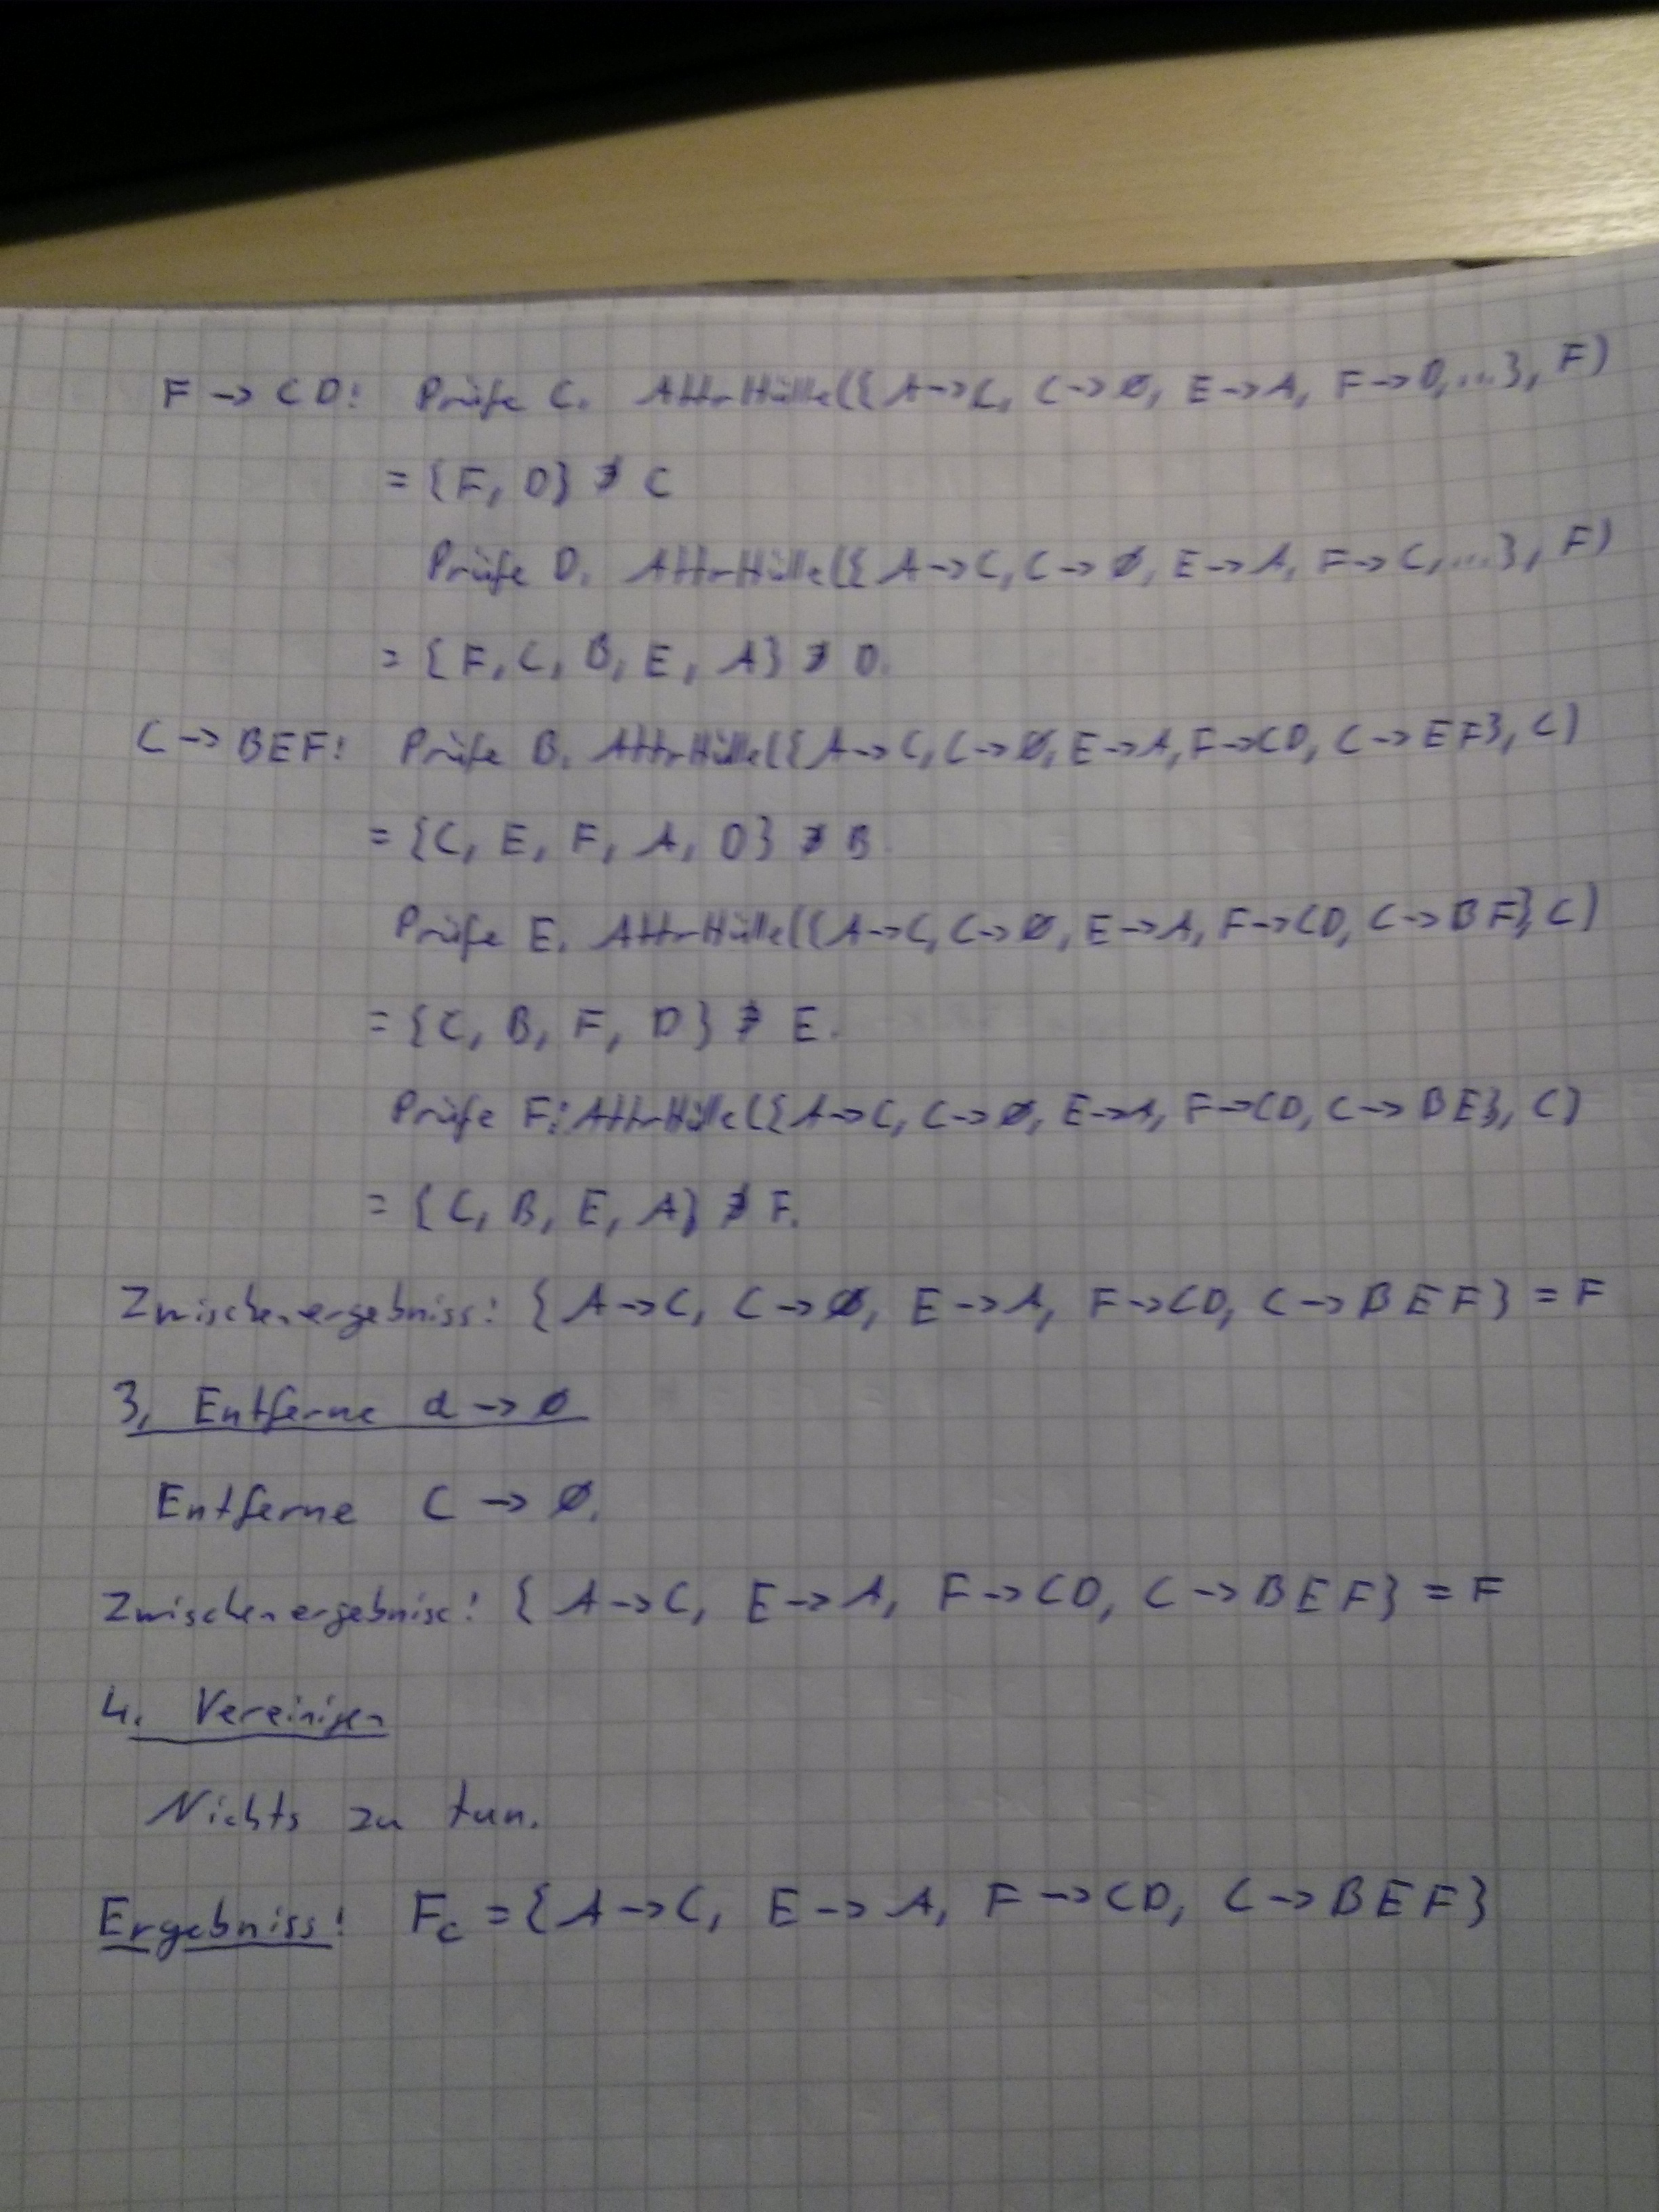 F → CD: Prüfe C. AttrHülle({A→C, C→∅, E→A, F→D,...}, F)
= {F, D} ∌ C
Prüfe D. AttrHülle({A→C, C→∅, E→A, F→C,...}, F)
= {F, C, B, E, A} ∌ D.
C → BEF: Prüfe B. AttrHülle({A→C, C→∅, E→A, F→CD, C→EF}, C)
= {C, E, F, A, D} ∌ B.
Prüfe E. AttrHülle({A→C, C→∅, E→A, F→CD, C→BF}, C)
= {C, B, F, D} ∌ E.
Prüfe F: AttrHülle({A→C, C→∅, E→A, F→CD, C→BE}, C)
= {C, B, E, A} ∌ F.
Zwischenergebniss: {A→C, C→∅, E→A, F→CD, C→BEF} = F
3. Entferne α→∅
Entferne C → ∅.
Zwischenergebniss: {A→C, E→A, F→CD, C→BEF} = F
4. Vereinigen
Nichts zu tun.
Ergebniss: Fc = {A→C, E→A, F→CD, C→BEF}